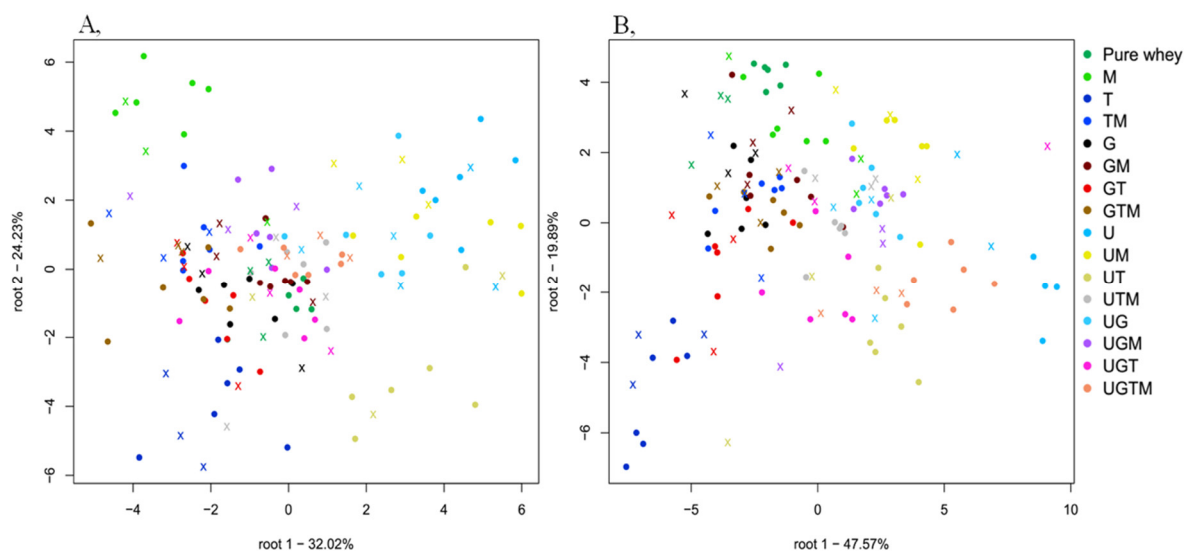 A,
6
4
2
0
−2
−4
−6
root 2 − 24.23%
−4 −2 0 2 4 6
root 1 − 32.02%
B,
4
2
0
−2
−4
−6
root 2 − 19.89%
−5 0 5 10
root 1 − 47.57%
Pure whey
M
T
TM
G
GM
GT
GTM
U
UM
UT
UTM
UG
UGM
UGT
UGTM